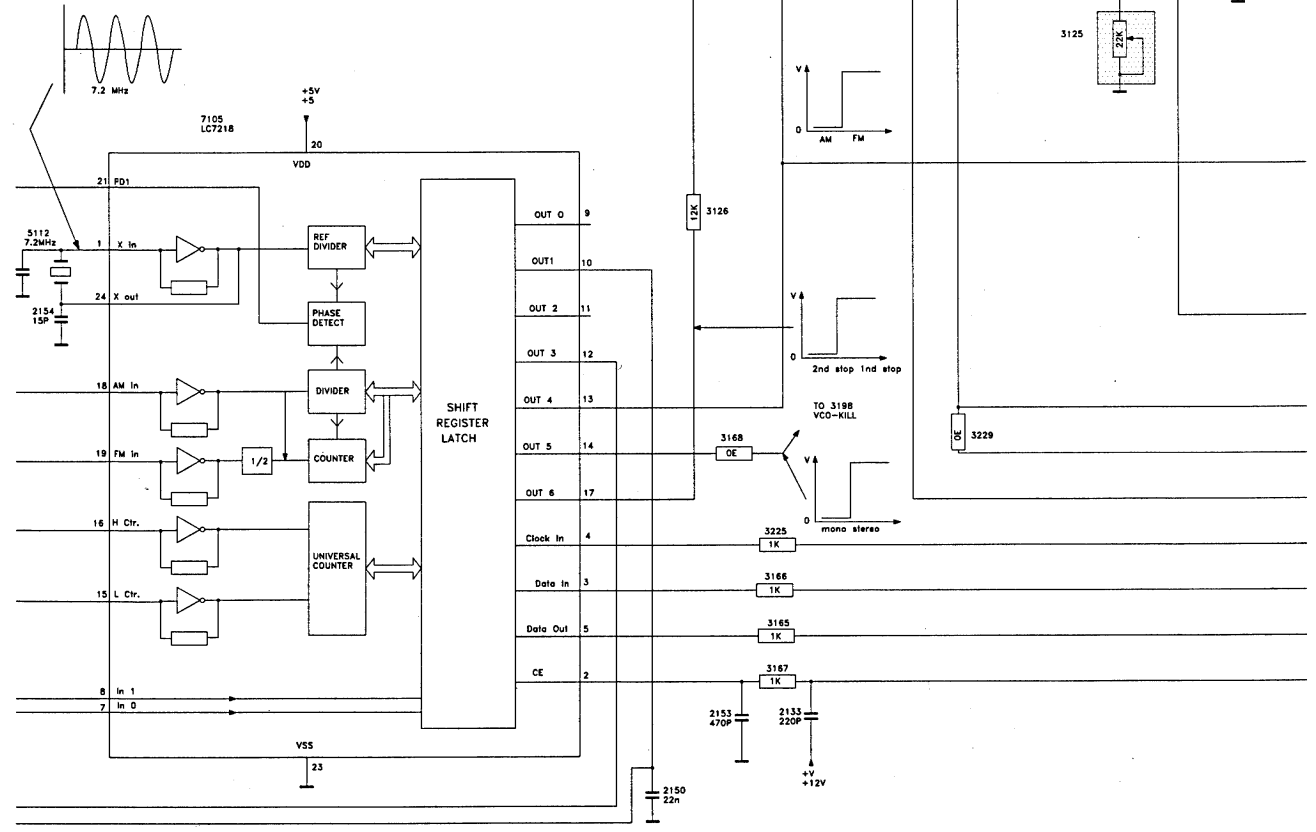 7.2 MHz
+5V
+5
7105
LC7218
20
VDD
21 PD1
5112
7.2MHz
1 X in
24 X out
2154
15P
REF
DIVIDER
PHASE
DETECT
18 AM in
DIVIDER
19 FM in
1/2
COUNTER
16 H Ctr.
UNIVERSAL
COUNTER
15 L Ctr.
8 In 1
7 In 0
VSS
23
SHIFT
REGISTER
LATCH
OUT 0 9
OUT1 10
OUT 2 11
OUT 3 12
OUT 4 13
OUT 5 14
OUT 6 17
Clock In 4
Data In 3
Data Out 5
CE 2
12K
3126
V
0
AM FM
V
0
2nd stop 1nd stop
TO 3198
VCO-KILL
3168
0E
V
0
mono stereo
3225
1K
3166
1K
3165
1K
3167
1K
2153
470P
2133
220P
+V
+12V
2150
22n
3125
22K
0E
3229